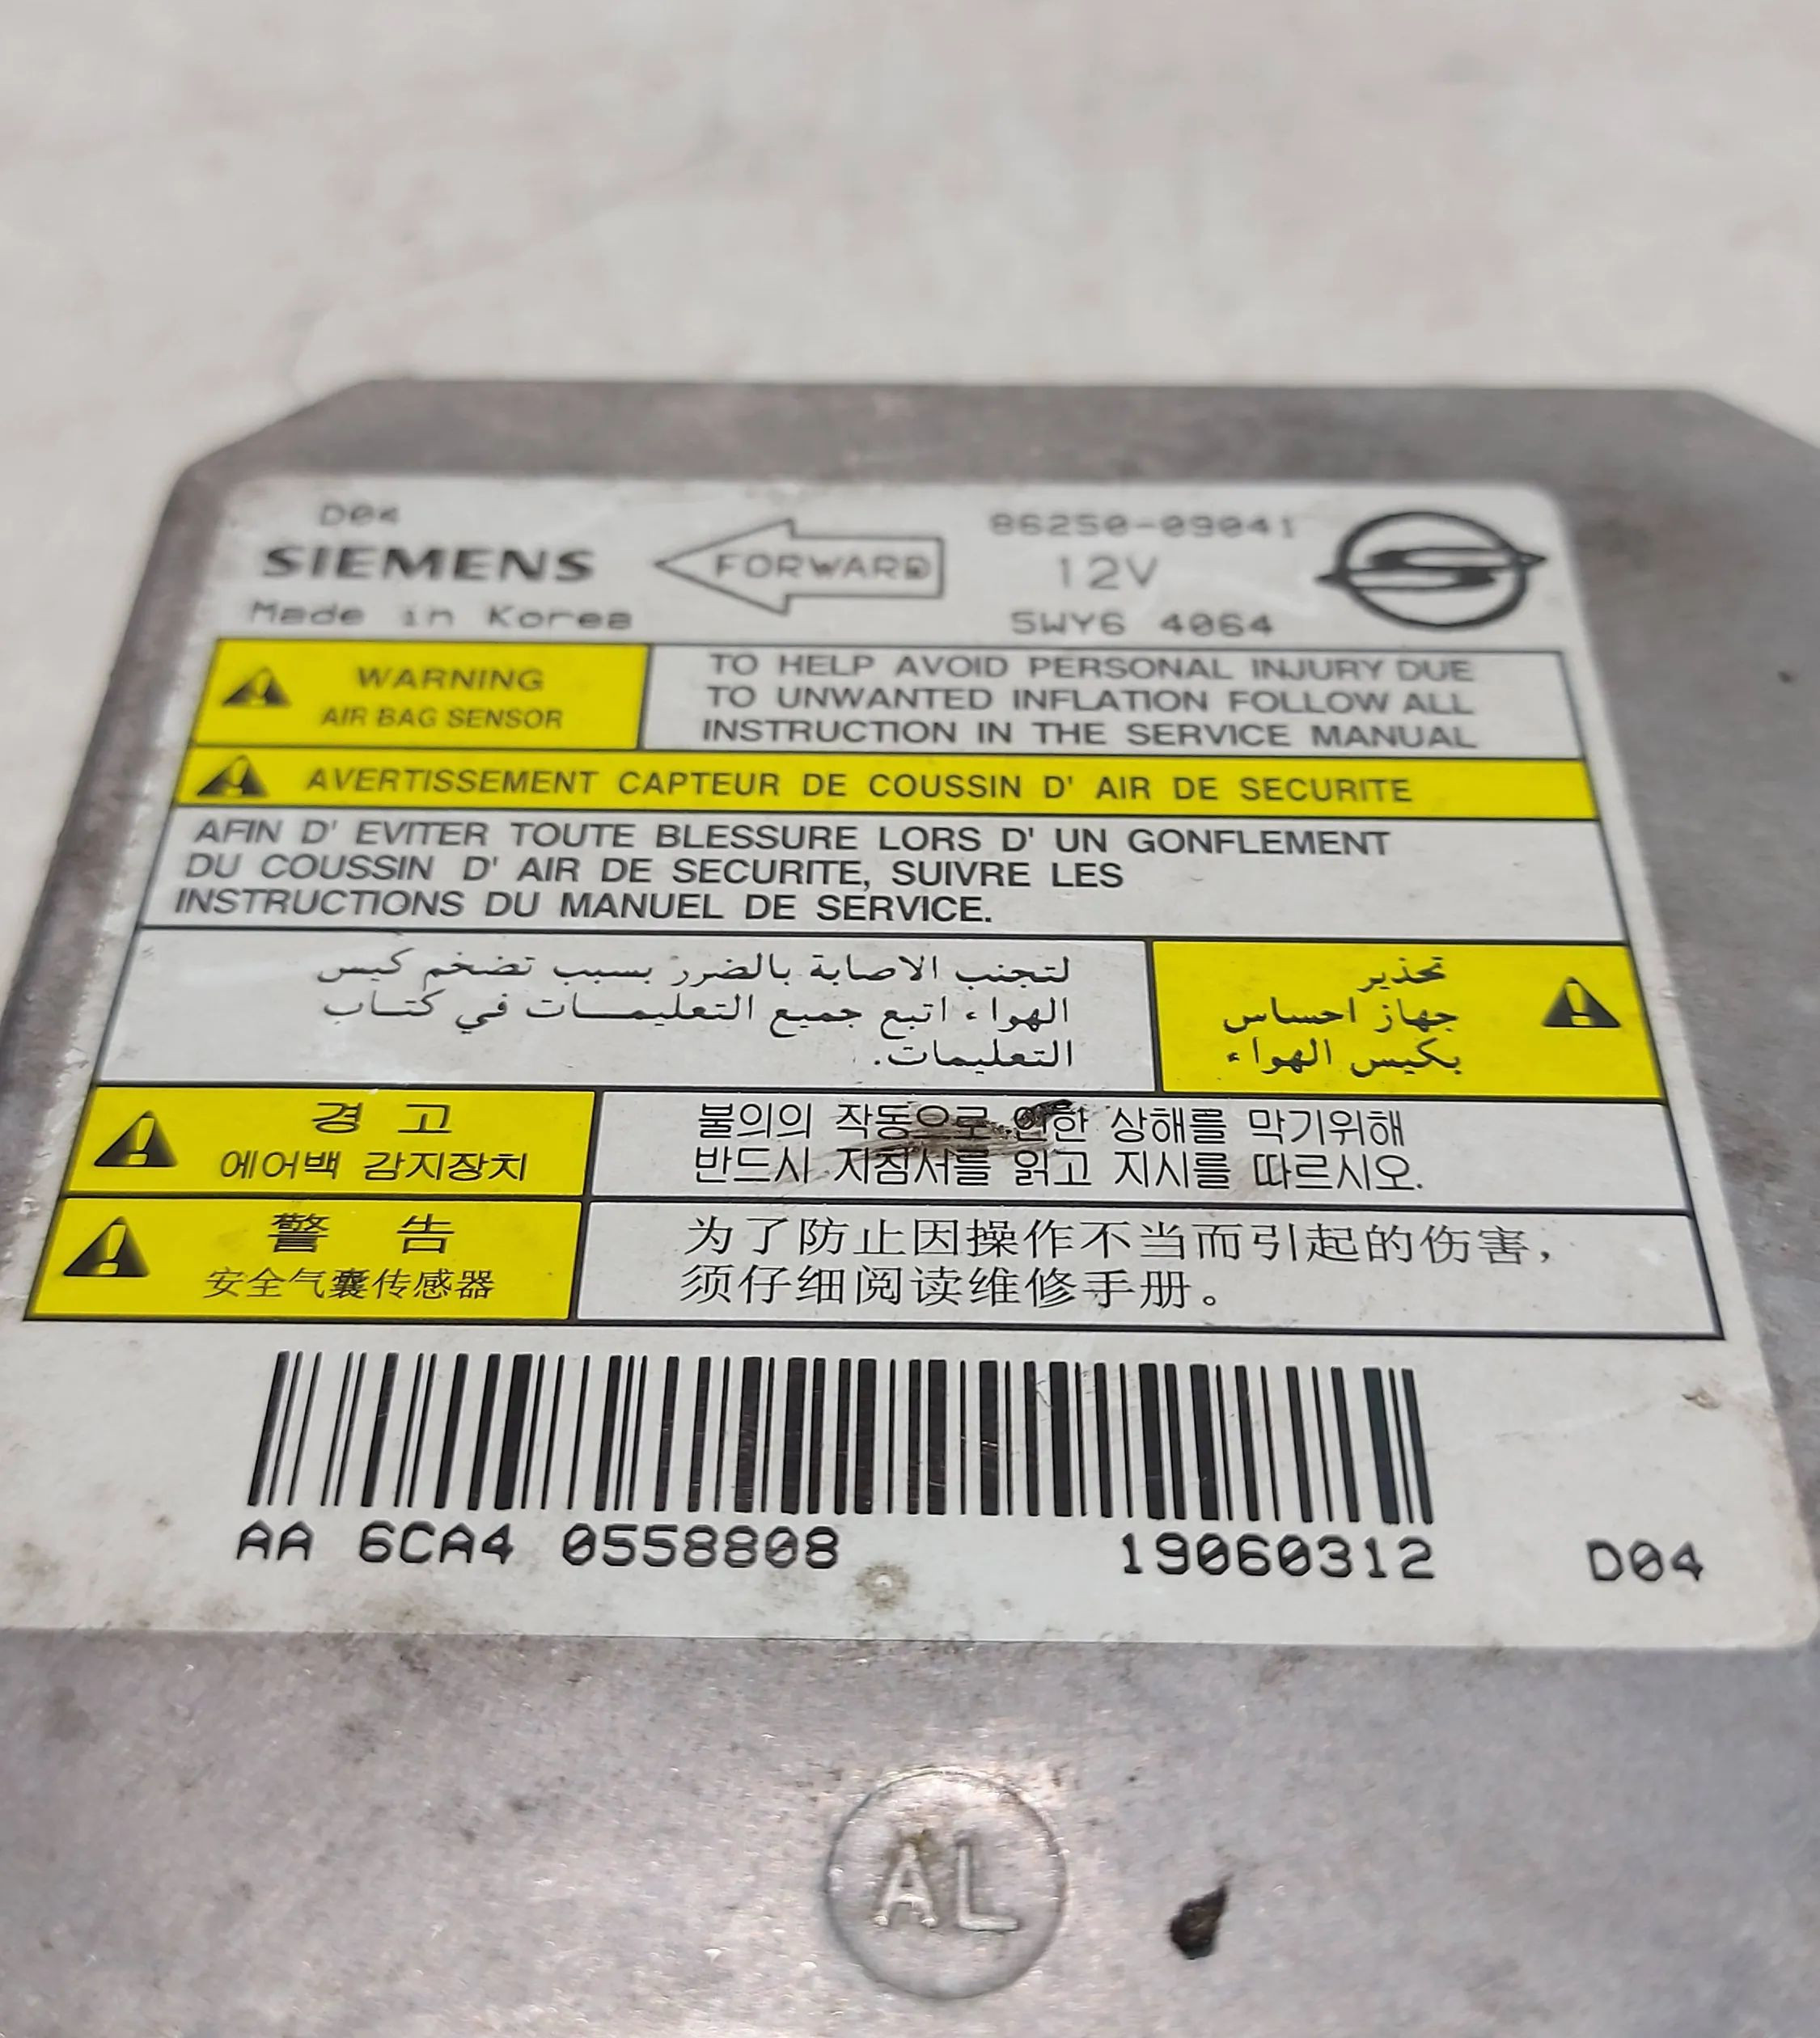 D04
SIEMENS
Made in Korea
FORWARD
86250-09041
12V
5WY6 4064
WARNING
AIR BAG SENSOR
TO HELP AVOID PERSONAL INJURY DUE
TO UNWANTED INFLATION FOLLOW ALL
INSTRUCTION IN THE SERVICE MANUAL
AVERTISSEMENT CAPTEUR DE COUSSIN D' AIR DE SECURITE
AFIN D' EVITER TOUTE BLESSURE LORS D' UN GONFLEMENT
DU COUSSIN D' AIR DE SECURITE, SUIVRE LES
INSTRUCTIONS DU MANUEL DE SERVICE.
تحذير
جهاز احساس
بكيس الهواء
لتجنب الاصابة بالضرر بسبب تضخم كيس
الهواء اتبع جميع التعليمات في كتاب
التعليمات.
경 고
에어백 감지장치
불의의 작동으로 인한 상해를 막기위해
반드시 지침서를 읽고 지시를 따르시오.
警 告
安全气囊传感器
为了防止因操作不当而引起的伤害,
须仔细阅读维修手册。
AA 6CA4 0558808 19060312 D04
AL